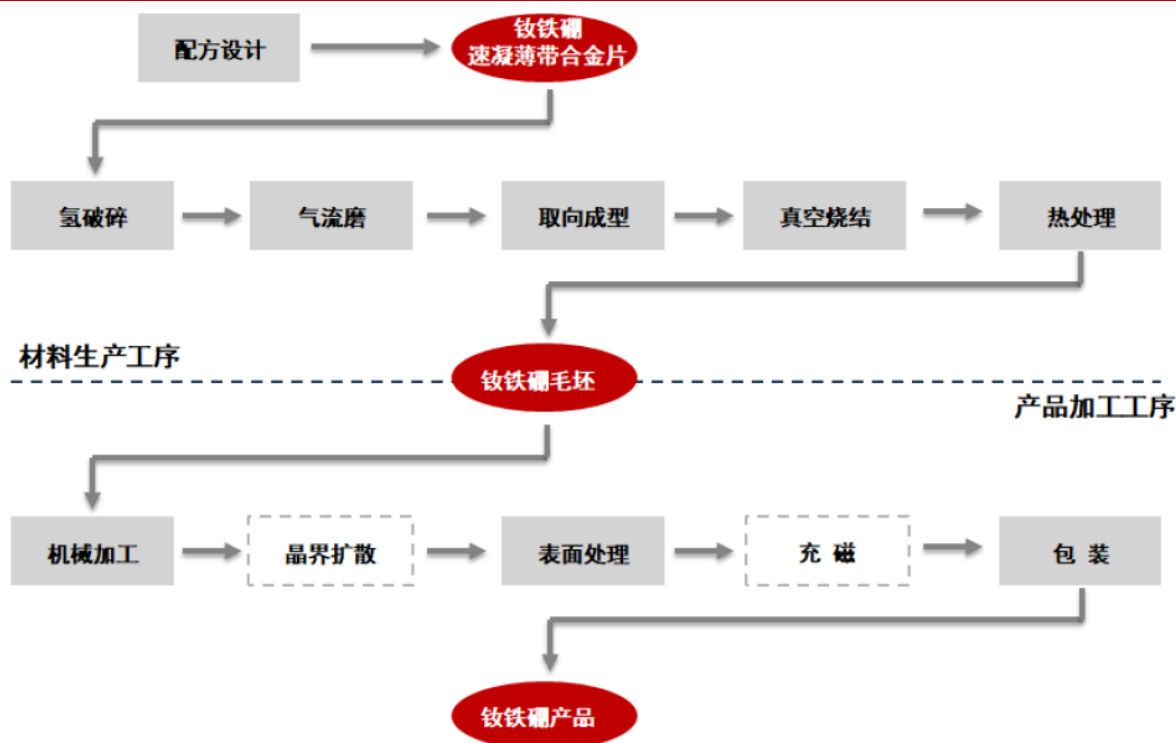 配方设计
钕铁硼
速凝薄带合金片
氢破碎
气流磨
取向成型
真空烧结
热处理
材料生产工序
钕铁硼毛坯
产品加工工序
机械加工
晶界扩散
表面处理
充 磁
包 装
钕铁硼产品